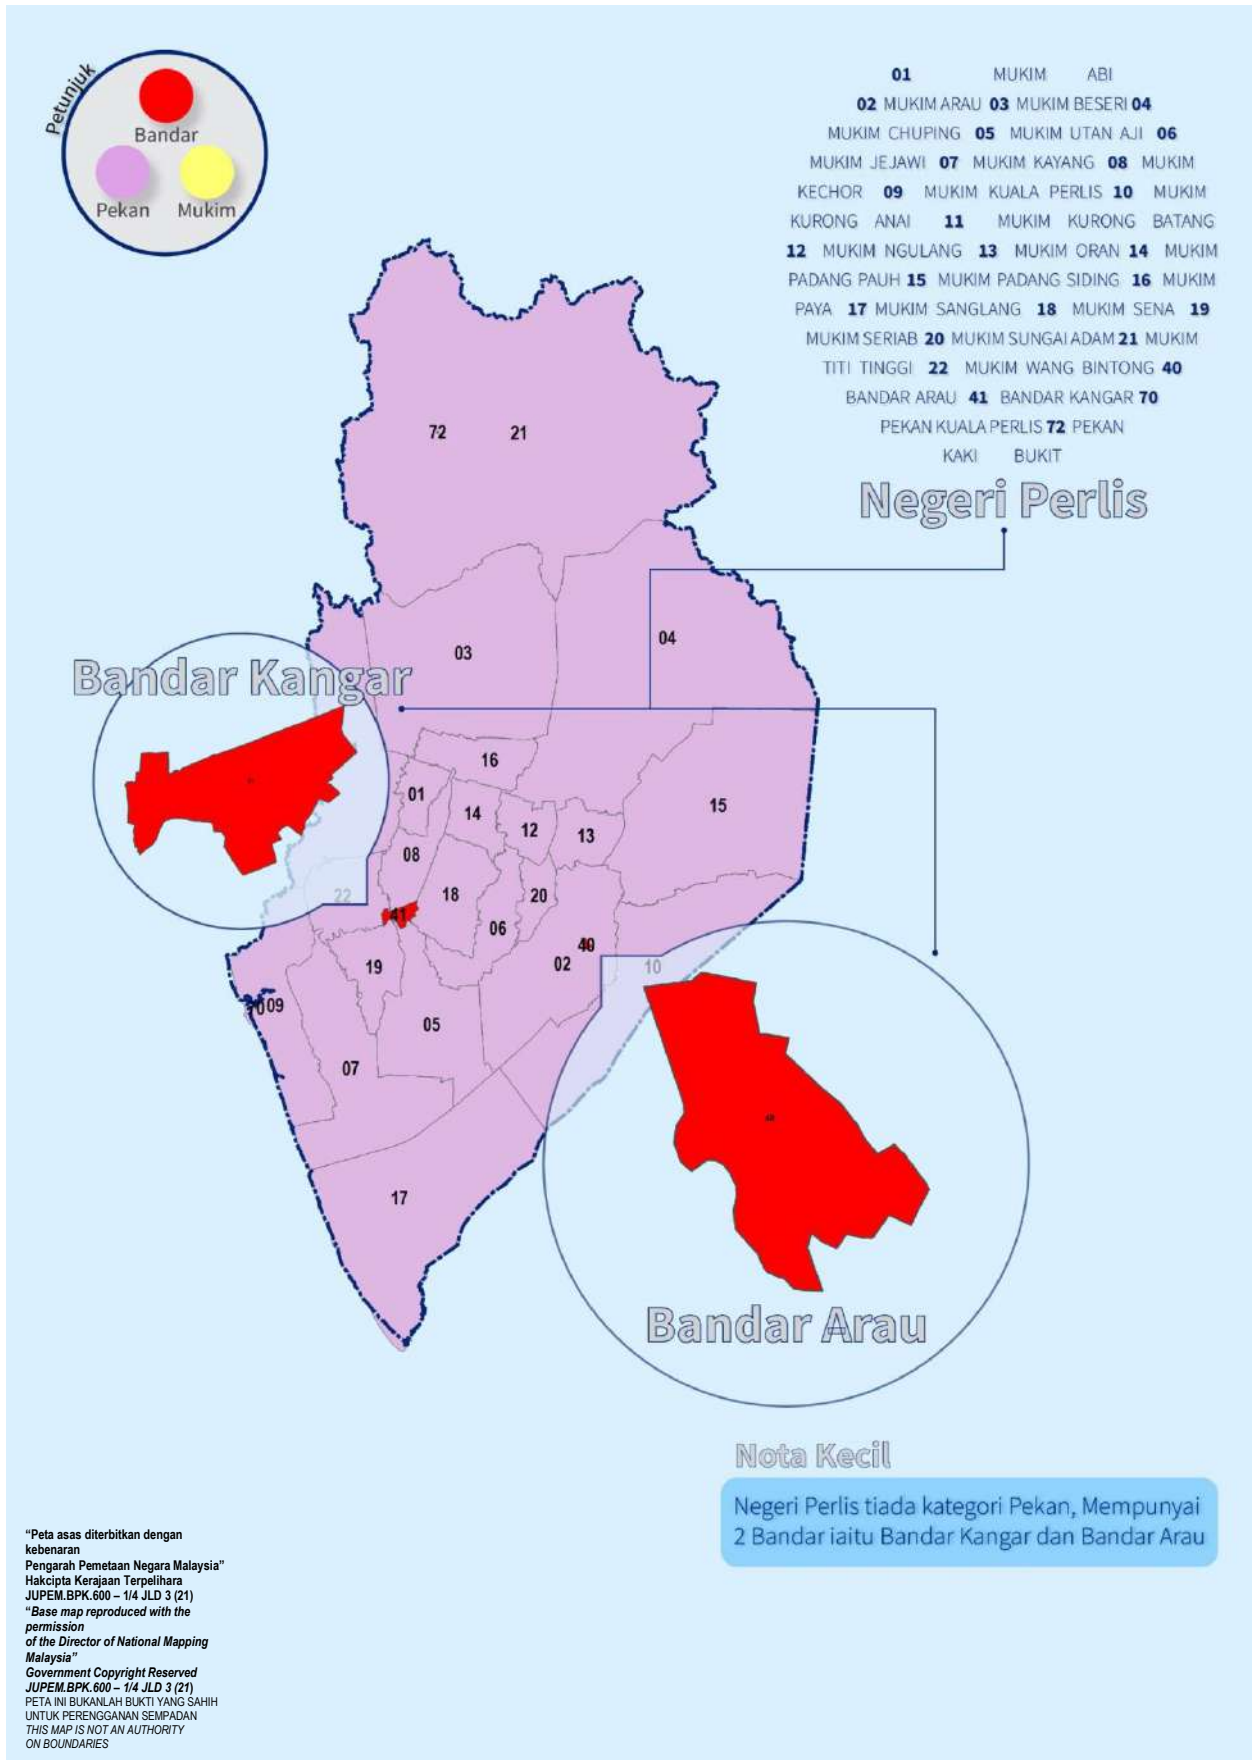 Petunjuk
Bandar
Pekan Mukim
01 MUKIM ABI
02 MUKIM ARAU 03 MUKIM BESERI 04
MUKIM CHUPING 05 MUKIM UTAN AJI 06
MUKIM JEJAWI 07 MUKIM KAYANG 08 MUKIM
KECHOR 09 MUKIM KUALA PERLIS 10 MUKIM
KURONG ANAI 11 MUKIM KURONG BATANG
12 MUKIM NGULANG 13 MUKIM ORAN 14 MUKIM
PADANG PAUH 15 MUKIM PADANG SIDING 16 MUKIM
PAYA 17 MUKIM SANGLANG 18 MUKIM SENA 19
MUKIM SERIAB 20 MUKIM SUNGAI ADAM 21 MUKIM
TITI TINGGI 22 MUKIM WANG BINTONG 40
BANDAR ARAU 41 BANDAR KANGAR 70
PEKAN KUALA PERLIS 72 PEKAN
KAKI BUKIT
Negeri Perlis
72 21
04
03
Bandar Kangar
16
01
15
14
12
13
08
22
18
20
41
06
40
02
10
19
70 09
05
07
17
Bandar Arau
Nota Kecil
Negeri Perlis tiada kategori Pekan, Mempunyai
2 Bandar iaitu Bandar Kangar dan Bandar Arau
“Peta asas diterbitkan dengan
kebenaran
Pengarah Pemetaan Negara Malaysia”
Hakcipta Kerajaan Terpelihara
JUPEM.BPK.600 – 1/4 JLD 3 (21)
“Base map reproduced with the
permission
of the Director of National Mapping
Malaysia”
Government Copyright Reserved
JUPEM.BPK.600 – 1/4 JLD 3 (21)
PETA INI BUKANLAH BUKTI YANG SAHIH
UNTUK PERENGGANAN SEMPADAN
THIS MAP IS NOT AN AUTHORITY
ON BOUNDARIES